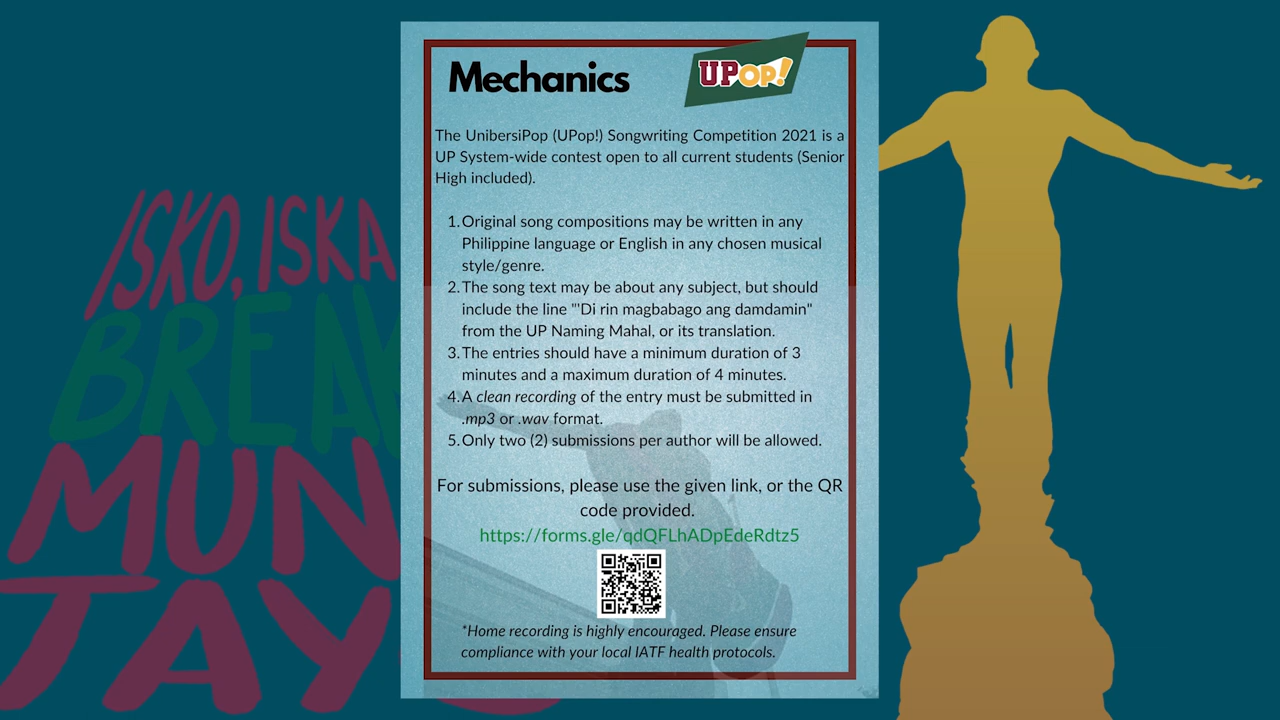 Mechanics
UPOP!
The UnibersiPop (UPop!) Songwriting Competition 2021 is a
UP System-wide contest open to all current students (Senior
High included).
1. Original song compositions may be written in any
Philippine language or English in any chosen musical
style/genre.
2. The song text may be about any subject, but should
include the line "'Di rin magbabago ang damdamin"
from the UP Naming Mahal, or its translation.
3. The entries should have a minimum duration of 3
minutes and a maximum duration of 4 minutes.
4. A clean recording of the entry must be submitted in
.mp3 or .wav format.
5. Only two (2) submissions per author will be allowed.
For submissions, please use the given link, or the QR
code provided.
https://forms.gle/qdQFLhADpEdeRdtz5
*Home recording is highly encouraged. Please ensure
compliance with your local IATF health protocols.
ISKO, ISKA
BREA
MUN
TAY